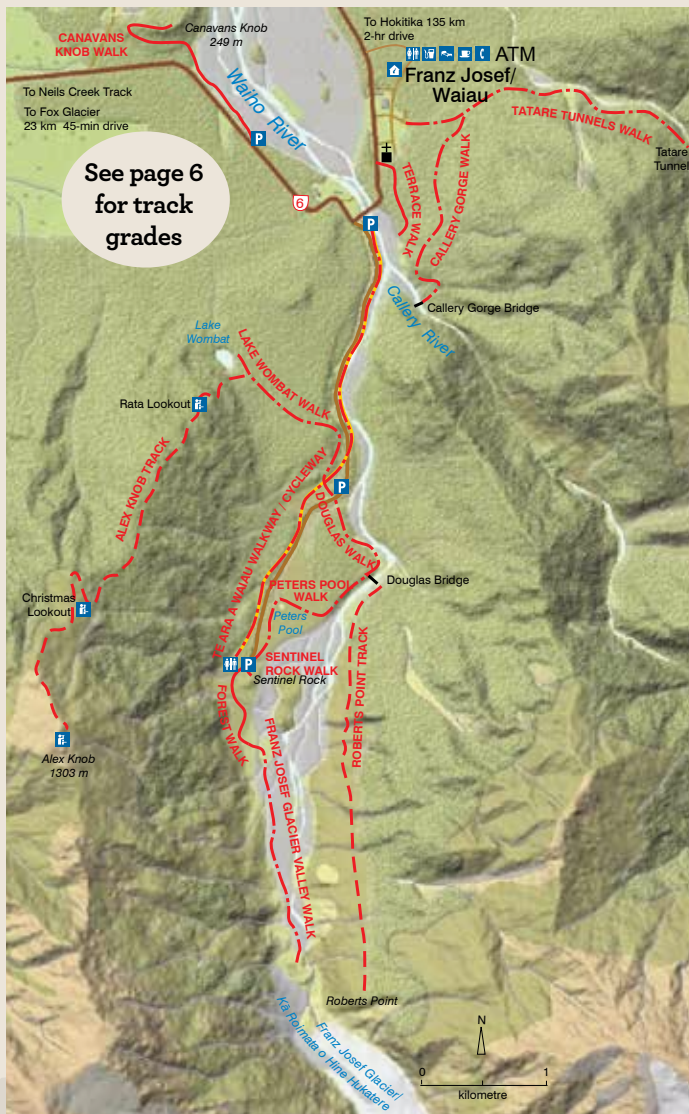 CANAVANS
KNOB WALK
Canavans Knob
249 m
To Hokitika 135 km
2-hr drive
ATM
Franz Josef/
Waiau
To Neils Creek Track
To Fox Glacier
23 km 45-min drive
Waiho River
P
TATARE TUNNELS WALK
Tatare
Tunnel
See page 6
for track
grades
6
P
TERRACE WALK
CALLERY GORGE WALK
Callery River
Callery Gorge Bridge
Lake
Wombat
LAKE WOMBAT WALK
Rata Lookout
ALEX KNOB TRACK
TE ARA A WAIAU WALKWAY / CYCLEWAY
P
DOUGLAS WALK
Douglas Bridge
PETERS POOL
WALK
Peters
Pool
Christmas
Lookout
P
SENTINEL
ROCK WALK
Sentinel Rock
FOREST WALK
ROBERTS POINT TRACK
FRANZ JOSEF GLACIER VALLEY WALK
Alex Knob
1303 m
Roberts Point
Franz Josef Glacier/
Kā Roimata o Hine Hukatere
N
0 1
kilometre